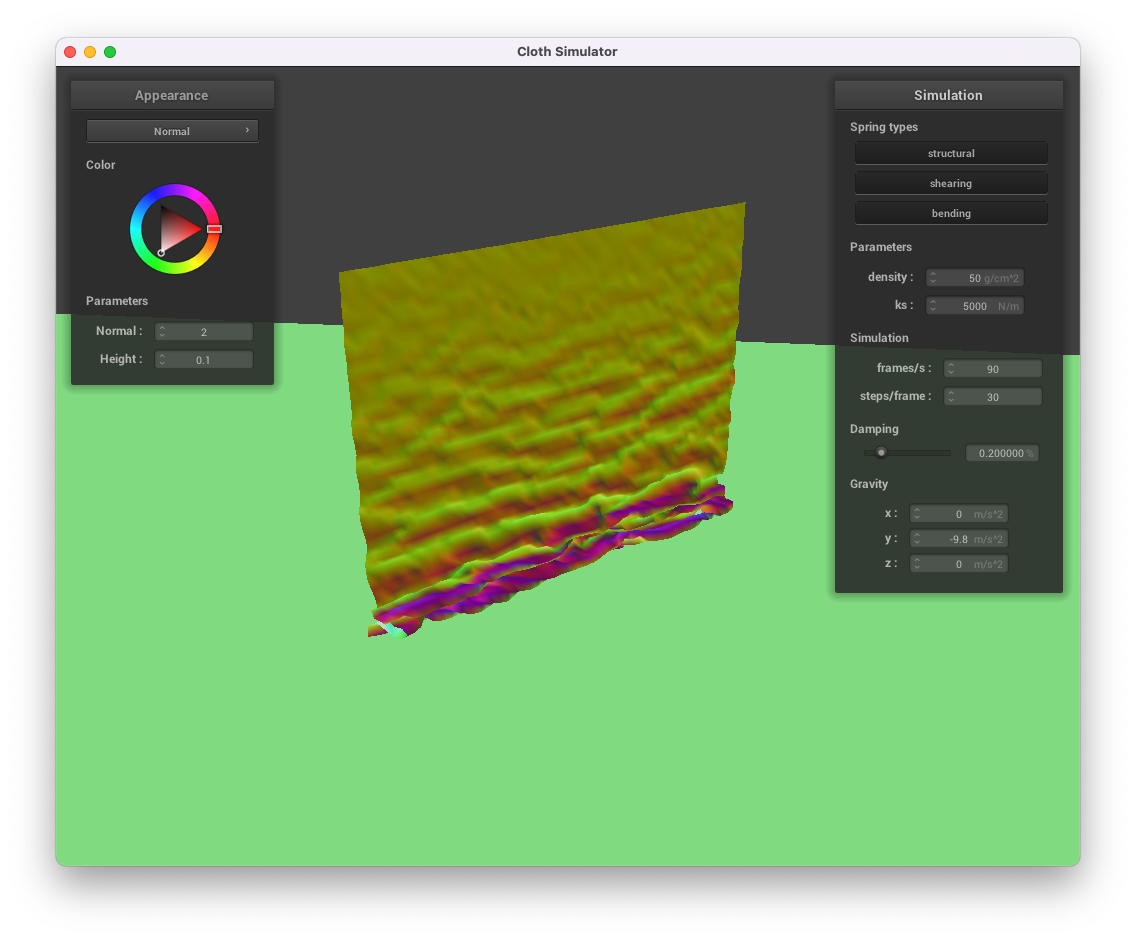 Cloth Simulator
Appearance
Normal
Color
Parameters
Normal : 2
Height : 0.1
Simulation
Spring types
structural
shearing
bending
Parameters
density : 50 g/cm^2
ks : 5000 N/m
Simulation
frames/s : 90
steps/frame : 30
Damping
0.200000 %
Gravity
x : 0 m/s^2
y : -9.8 m/s^2
z : 0 m/s^2